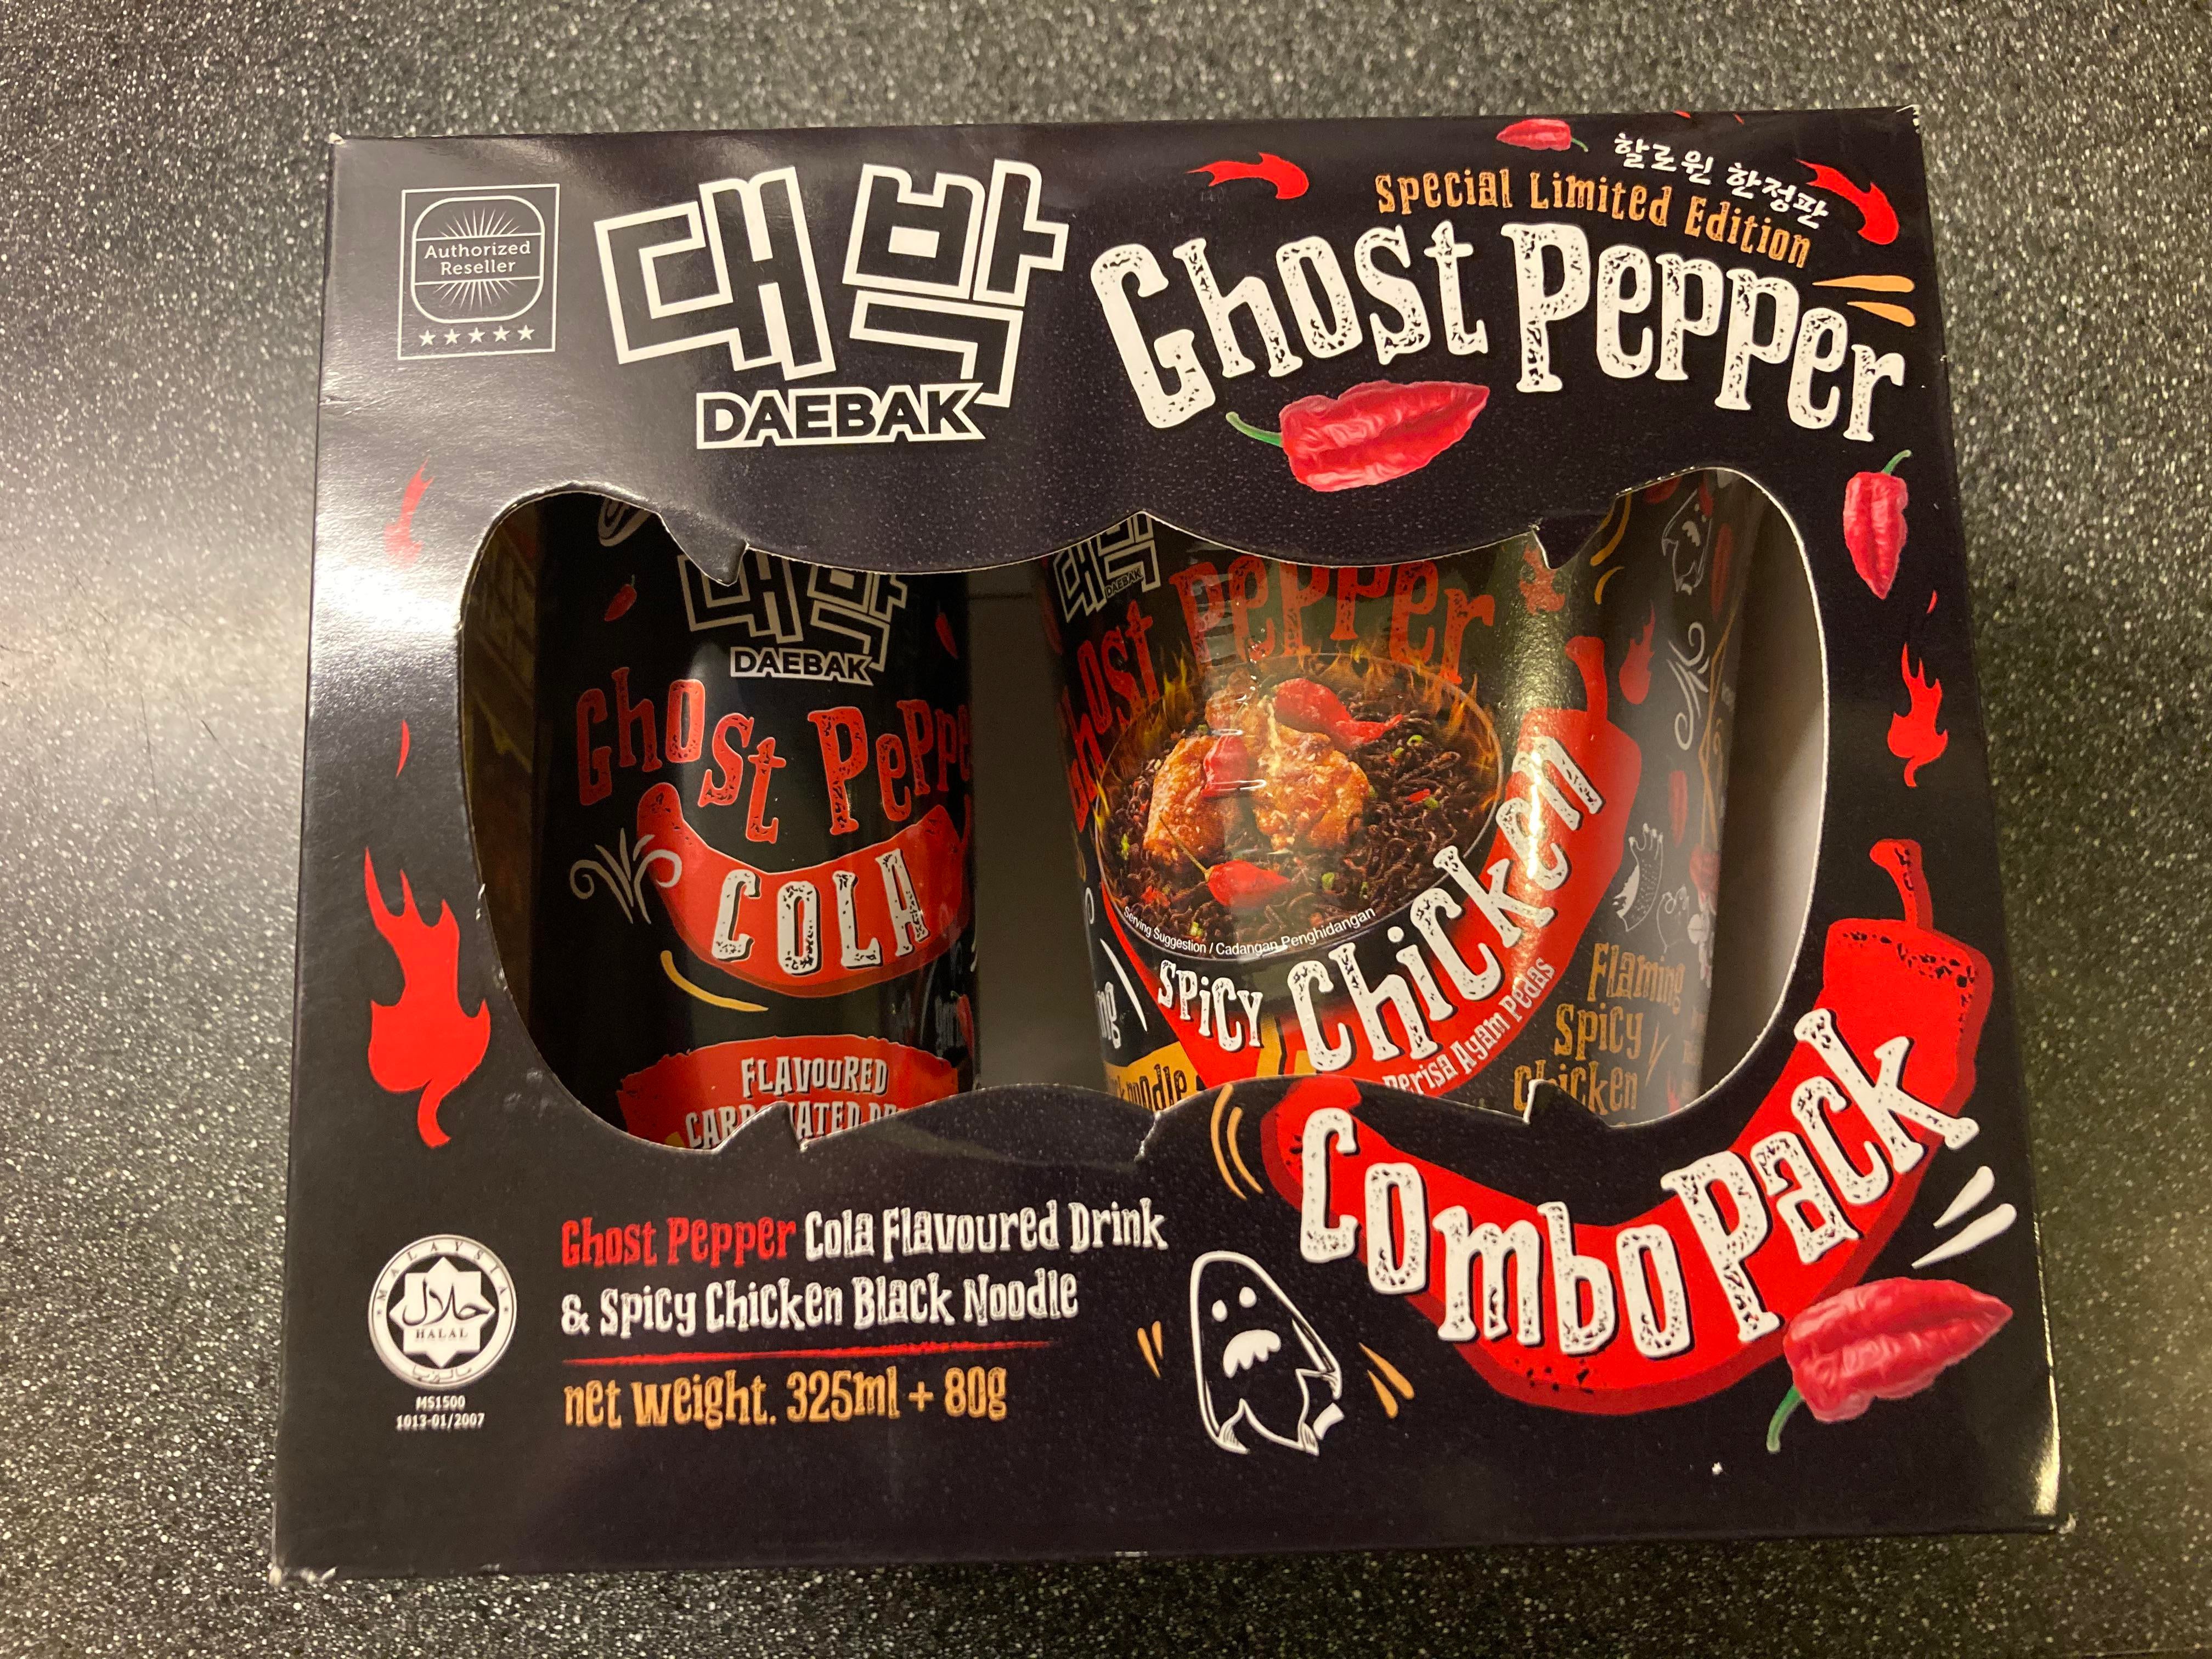 Authorized
Reseller
대박
DAEBAK
할로윈 한정판
Special Limited Edition
Ghost Pepper
대박
DAEBAK
Ghost
COLA
FLAVOURED
대박
DAEBAK
Ghost Pepper
Serving Suggestion / Cadangan Penghidangan
Spicy Chicken
Perisa Ayam Pedas
Flaming
Spicy
Chicken
Combo Pack
Ghost Pepper Cola Flavoured Drink
& Spicy Chicken Black Noodle
net weight. 325ml + 80g
MALAYSIA
حلال
HALAL
MS1500
1013-01/2007